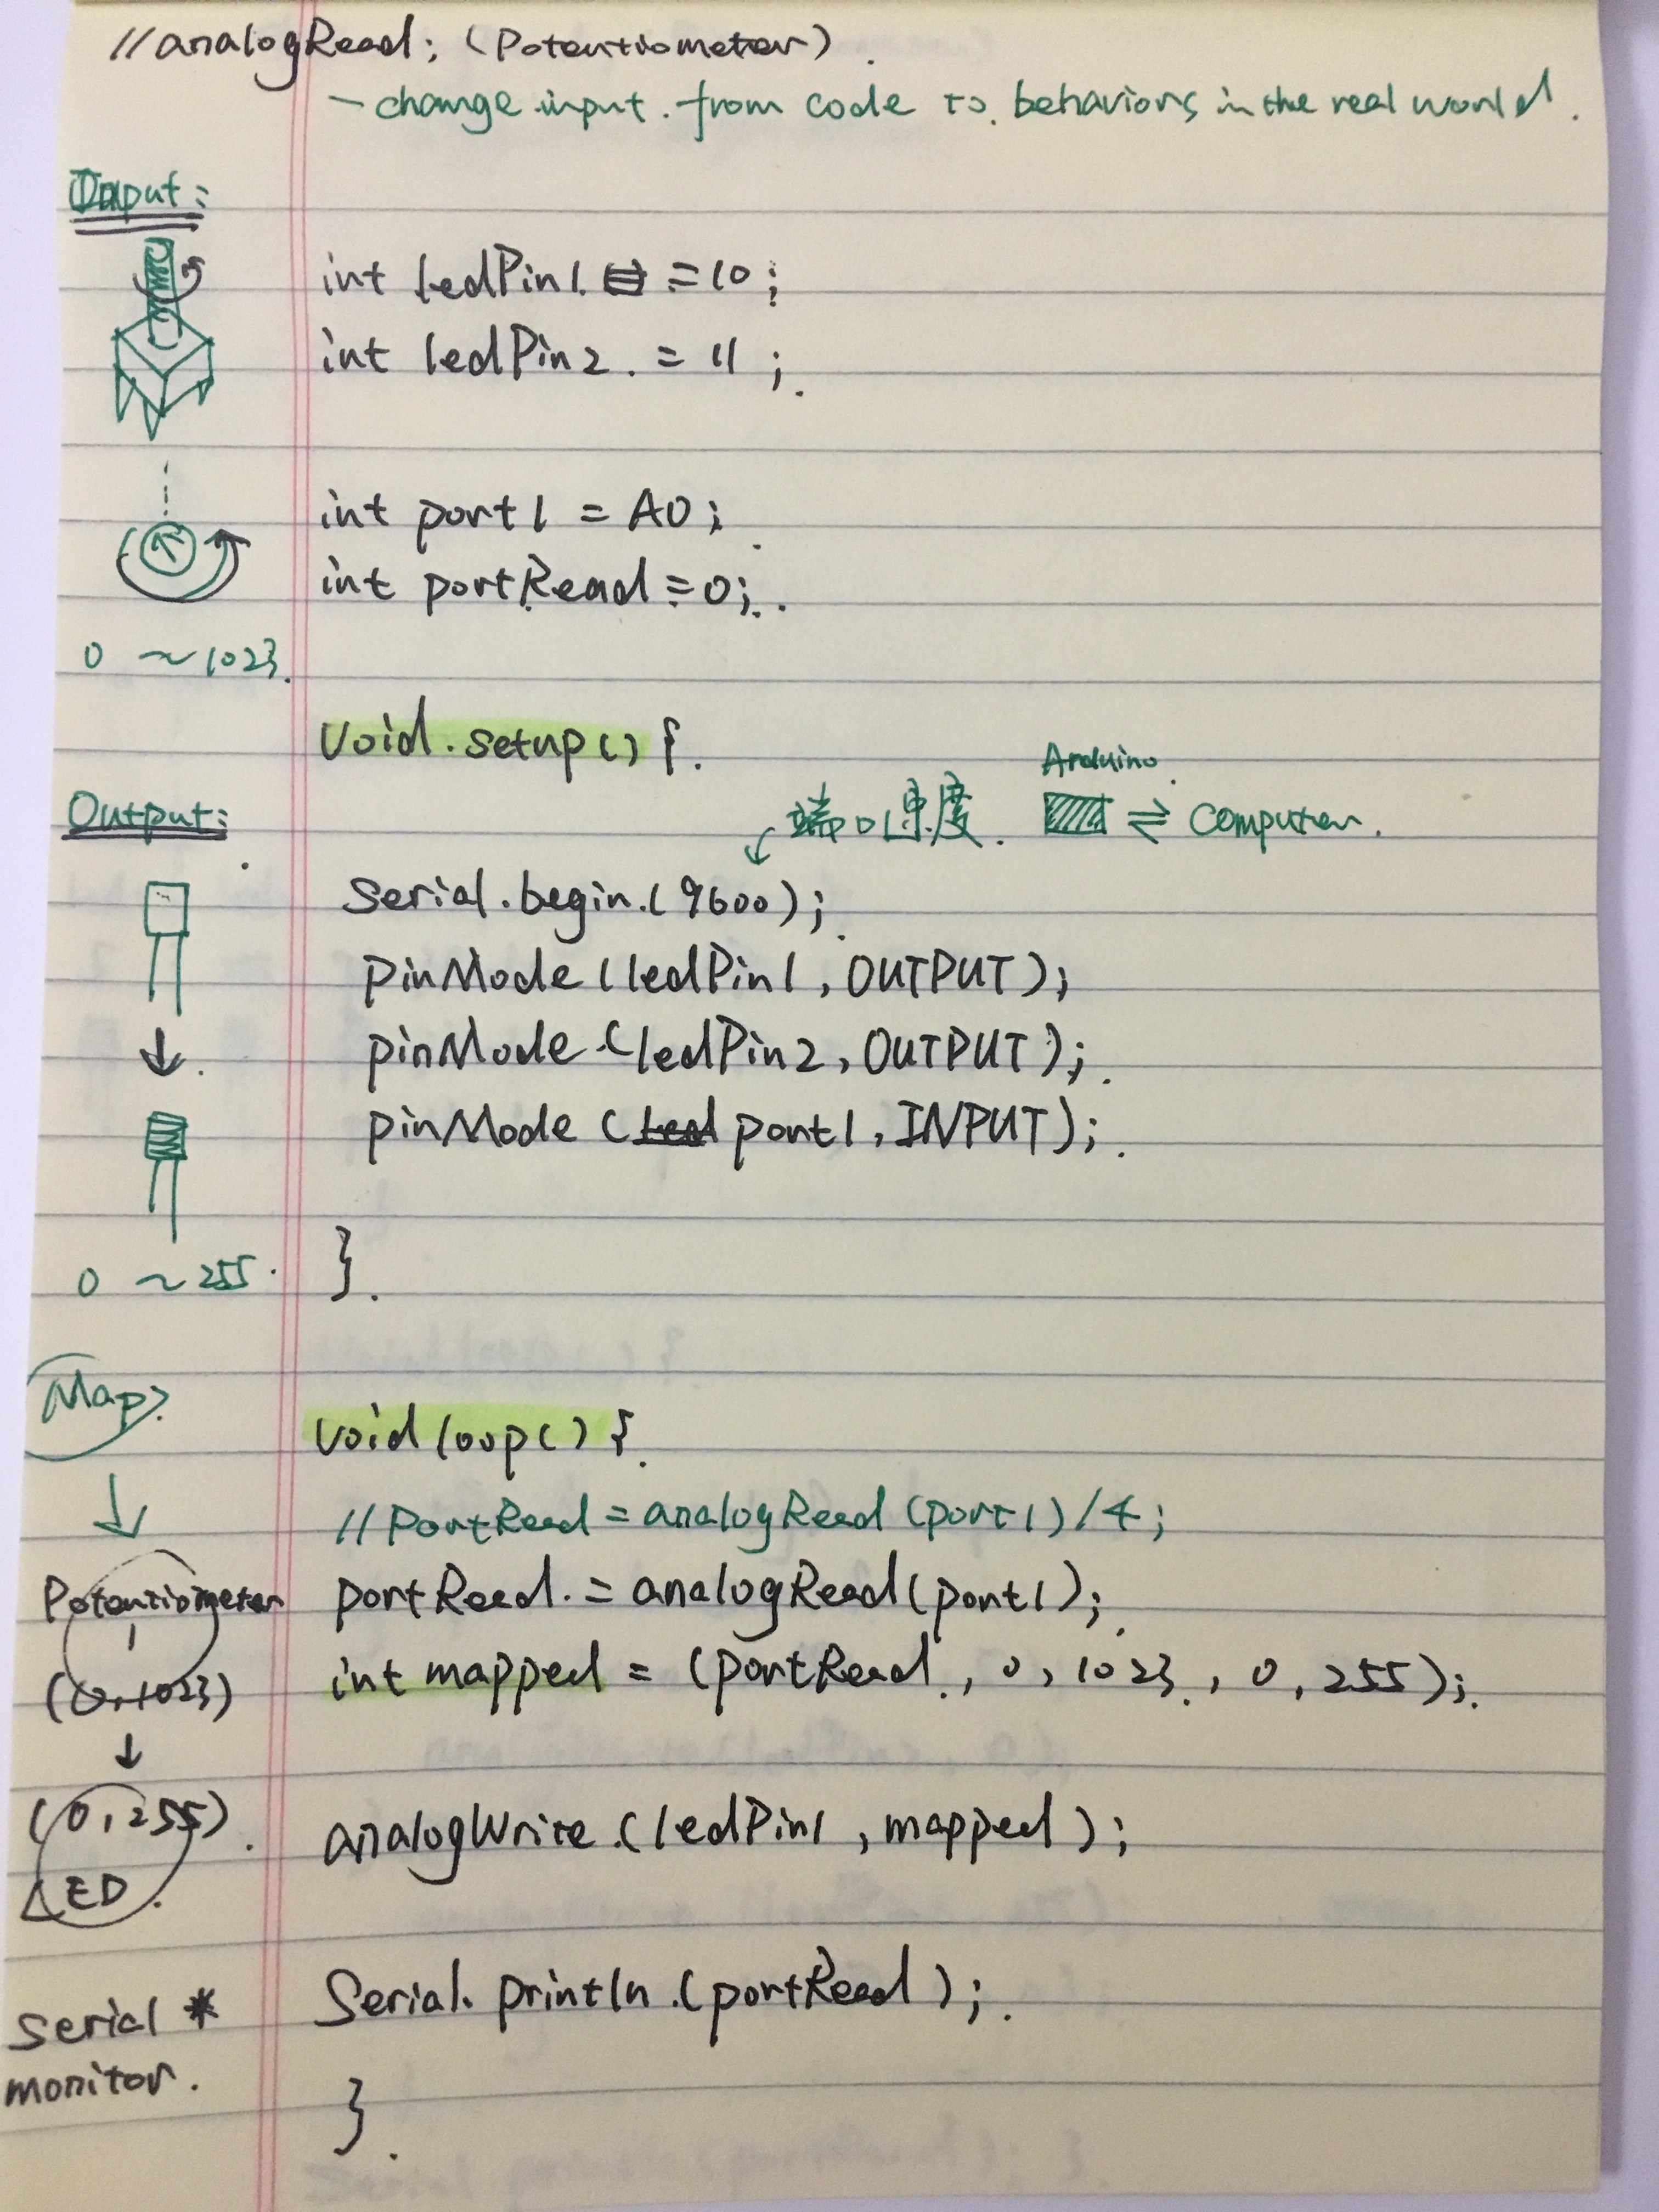 //analogRead; (Potentiometer).
- change input. from code to. behaviors in the real world.
Input:
int ledPin1. = 10;
int ledPin2. = 11;
int port1 = A0;
int portRead = 0;
0 ~ 1023.
void.setup() {.
Arduino.
Output:
端口速度. ⇌ Computer.
Serial.begin.(9600);
pinMode (ledPin1, OUTPUT);
pinMode.(ledPin2, OUTPUT);
pinMode (port1, INPUT);
0 ~ 255.
}.
Map:
void loop() {.
//PortRead = analogRead (port1) /4;
Potentiometer
portRead. = analogRead(port1);
(0, 1023)
int mapped = (portRead., 0, 1023., 0, 255);
(0, 255).
analogWrite.(ledPin1, mapped);
LED.
Serial.println.(portRead);
serial *
monitor.
}.